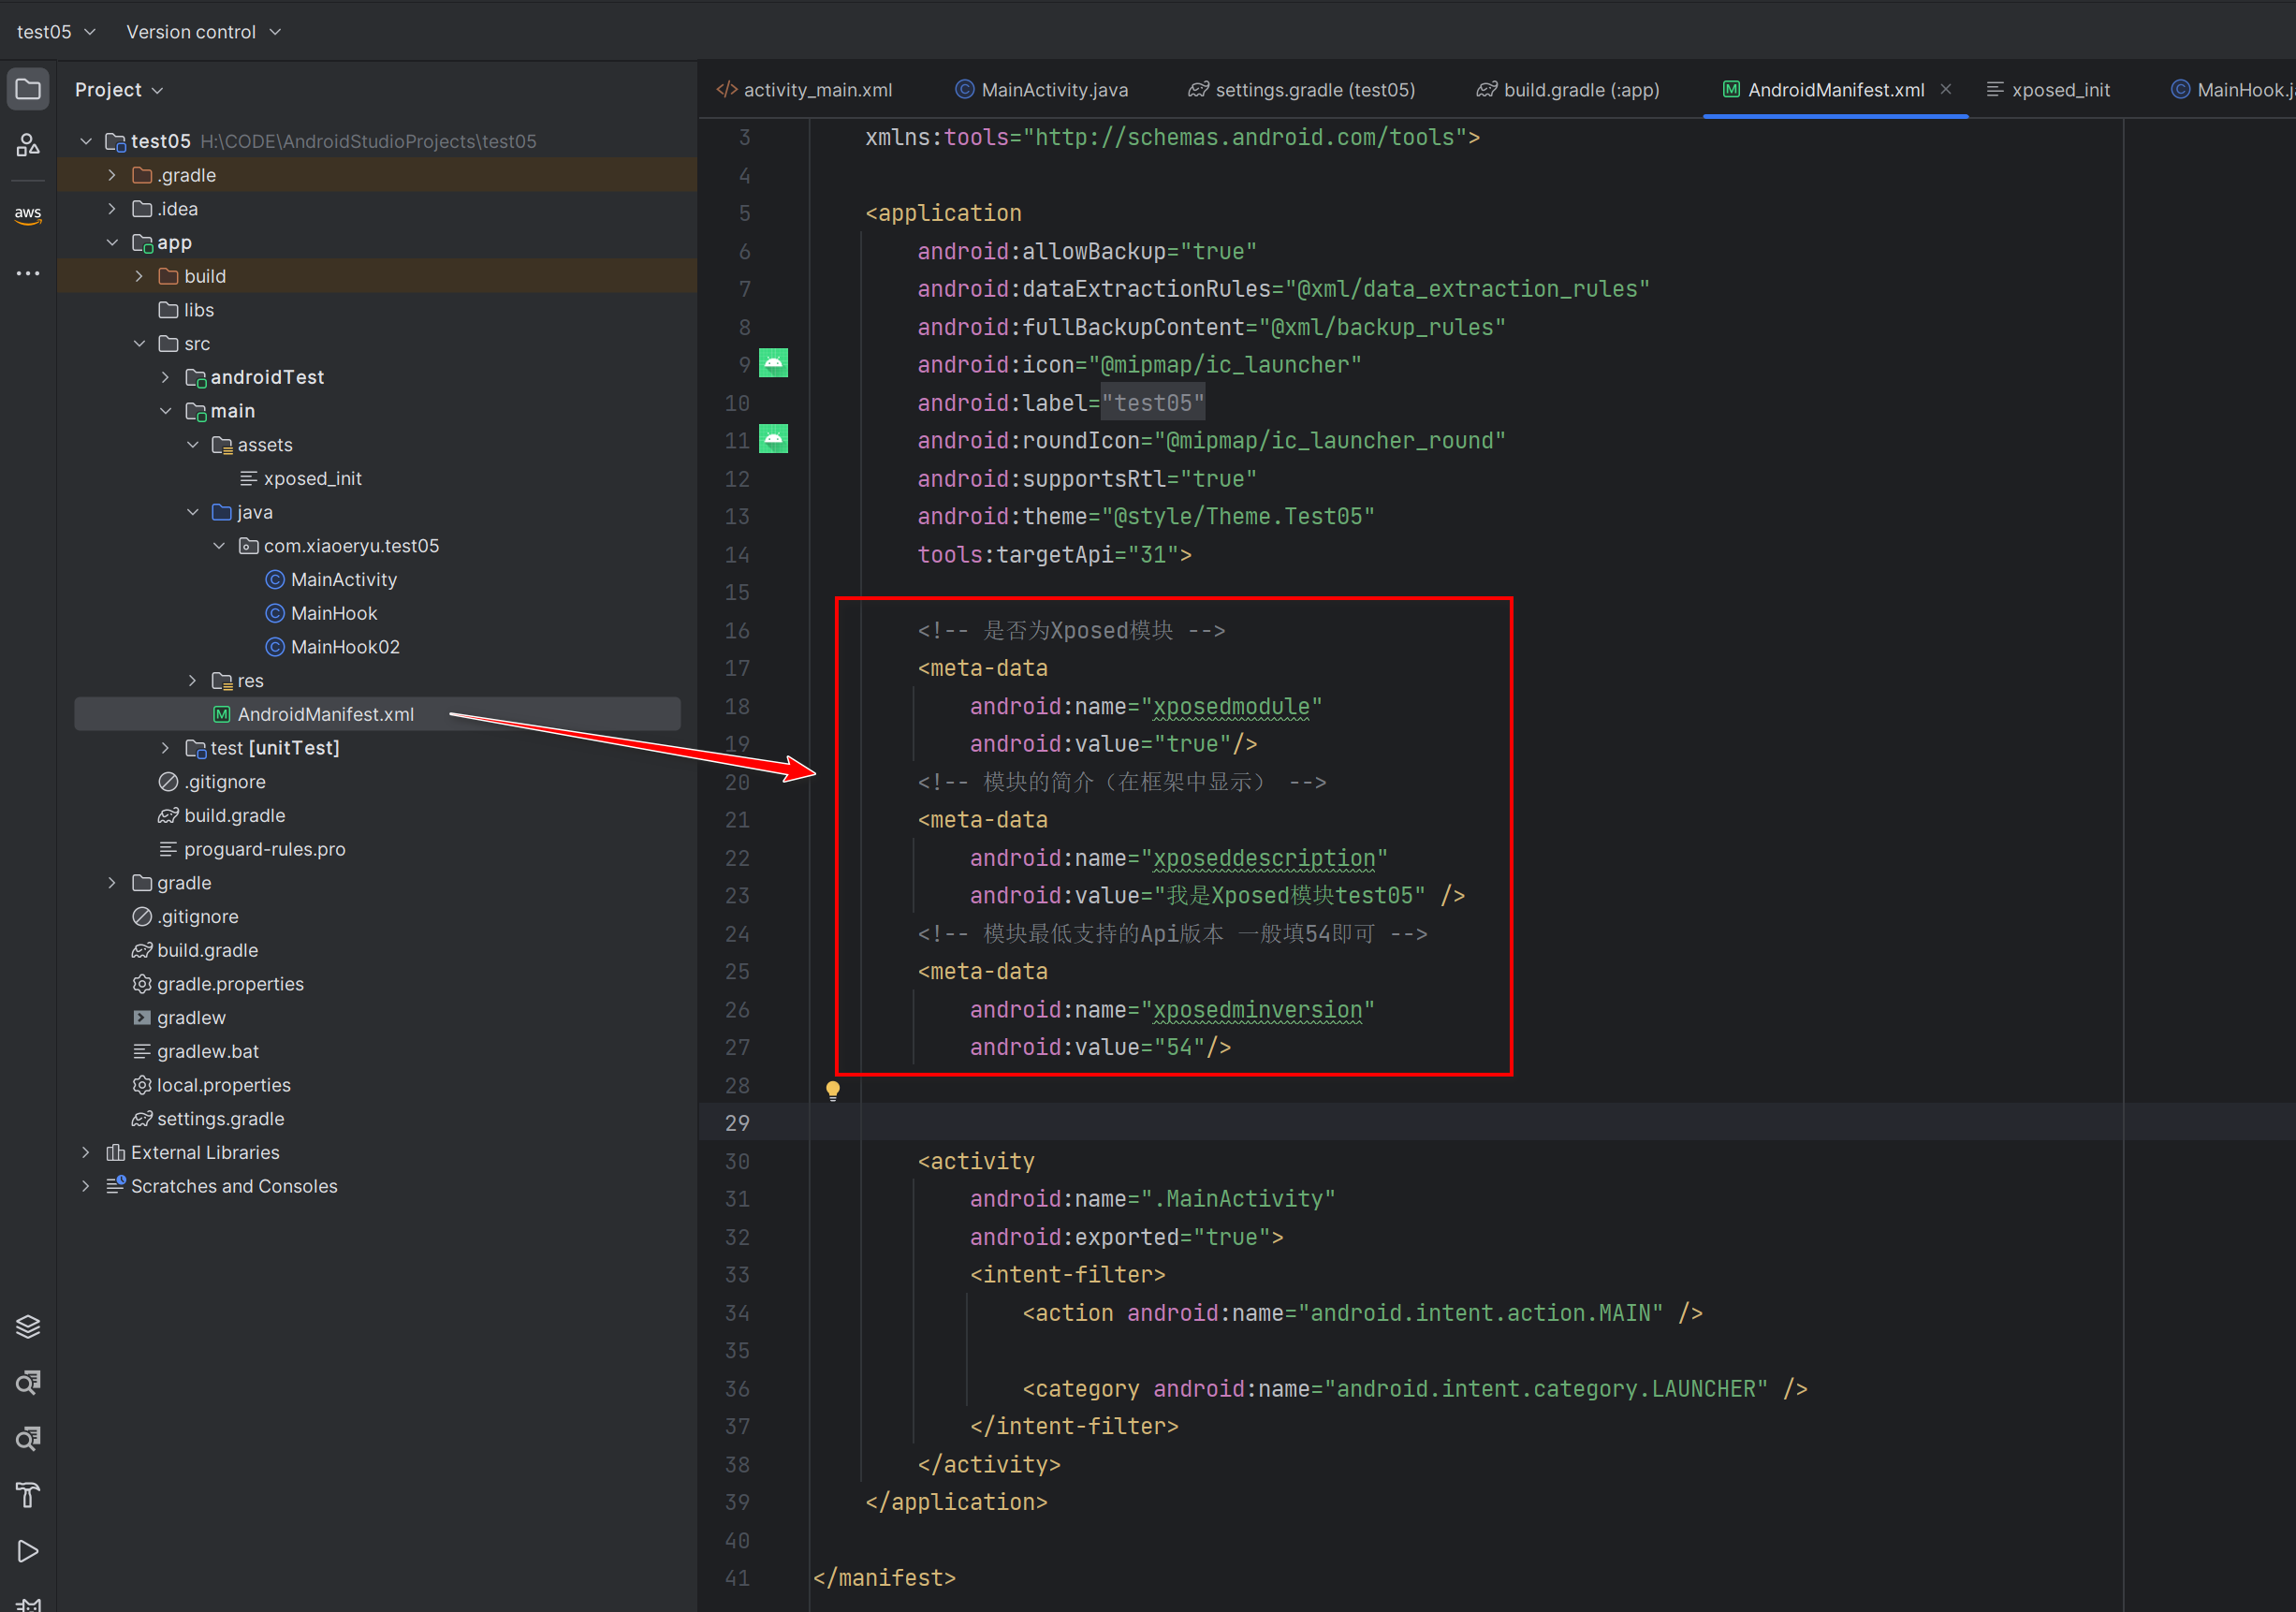 test05
Version control
Project
test05 H:\CODE\AndroidStudioProjects\test05
.gradle
.idea
app
build
libs
src
androidTest
main
assets
xposed_init
java
com.xiaoeryu.test05
MainActivity
MainHook
MainHook02
res
AndroidManifest.xml
test [unitTest]
.gitignore
build.gradle
proguard-rules.pro
gradle
.gitignore
build.gradle
gradle.properties
gradlew
gradlew.bat
local.properties
settings.gradle
External Libraries
Scratches and Consoles
aws
activity_main.xml
MainActivity.java
settings.gradle (test05)
build.gradle (:app)
AndroidManifest.xml
xposed_init
MainHook.j
3 xmlns:tools="http://schemas.android.com/tools">
4
5 <application
6 android:allowBackup="true"
7 android:dataExtractionRules="@xml/data_extraction_rules"
8 android:fullBackupContent="@xml/backup_rules"
9 android:icon="@mipmap/ic_launcher"
10 android:label="test05"
11 android:roundIcon="@mipmap/ic_launcher_round"
12 android:supportsRtl="true"
13 android:theme="@style/Theme.Test05"
14 tools:targetApi="31">
15
16 <!-- 是否为Xposed模块 -->
17 <meta-data
18 android:name="xposedmodule"
19 android:value="true"/>
20 <!-- 模块的简介（在框架中显示） -->
21 <meta-data
22 android:name="xposeddescription"
23 android:value="我是Xposed模块test05" />
24 <!-- 模块最低支持的Api版本 一般填54即可 -->
25 <meta-data
26 android:name="xposedminversion"
27 android:value="54"/>
28
29
30 <activity
31 android:name=".MainActivity"
32 android:exported="true">
33 <intent-filter>
34 <action android:name="android.intent.action.MAIN" />
35
36 <category android:name="android.intent.category.LAUNCHER" />
37 </intent-filter>
38 </activity>
39 </application>
40
41 </manifest>